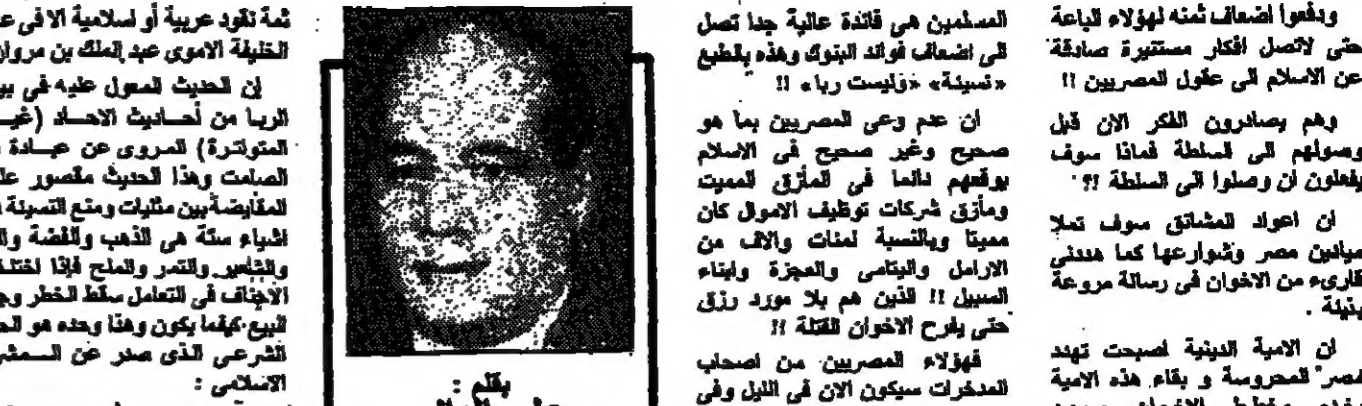 ودفعوا اضعاف ثمنه لهؤلاء الباعة
حتى لاتصل افكار مستنيرة صادقة
عن الاسلام الى عقول المصريين !!
وهم يصادرون الفكر الان قبل
وصولهم الى السلطة فماذا سوف
يفعلون ان وصلوا الى السلطة !؟
ان اعواد المشانق سوف تملا
ميادين مصر وشوارعها كما هددنى
قارىء من الاخوان فى رسالة مروعة
بذيئة .
ان الامية الدينية اصبحت تهدد
مصر المحروسة و بقاء هذه الامية
المسلمين هى فائدة عالية جدا تصل
الى اضعاف فوائد البنوك وهذه بالطبع
«نسيئة» «وليست ربا» !!
ان عدم وعى المصريين بما هو
صحيح وغير صحيح فى الاسلام
يوقعهم دائما فى المأزق المميت
ومأزق شركات توظيف الاموال كان
مميتا وبالنسبة لمئات والاف من
الارامل واليتامى والعجزة وابناء
السبيل !! الذين هم بلا مورد رزق
حتى يفرح الاخوان القتلة !!
فهؤلاء المصريين من اصحاب
المدخرات سيكون الان فى الليل وفى
بقلم :
ثمة نقود عربية أو اسلامية الا فى
الخليفة الاموى عبد الملك بن مروان
إن الحديث المعول عليه فى
الربا من أحاديث الاحاد
المتواترة) المروى عن عبادة
الصامت وهذا الحديث مقصور
المقايضة بين مثليات ومنع النسيئة
اشياء ستة هى الذهب والفضة
والشعير والتمر والملح فإذا
الاجناف فى التعامل سقط الخطر
البيع كيفما يكون وهذا وحده هو
الشرعى الذى صدر عن
الاسلامى :